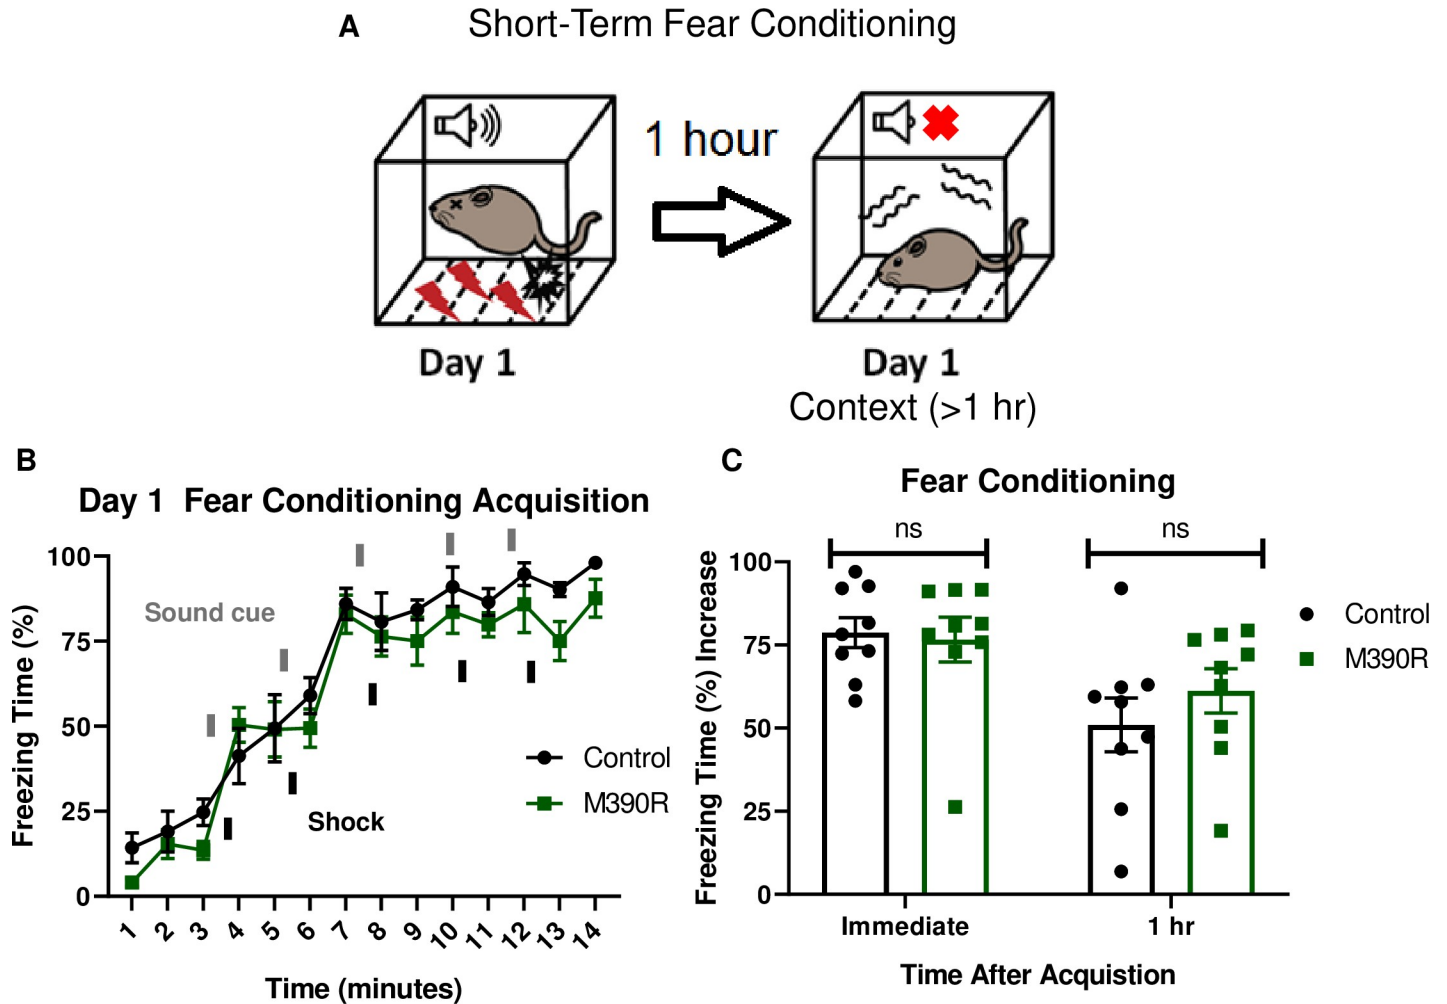 A
Short-Term Fear Conditioning
1 hour
Day 1
Day 1
Context (>1 hr)
B
Day 1 Fear Conditioning Acquisition
Freezing Time (%)
100
75
50
25
0
Sound cue
Shock
Control
M390R
1 2 3 4 5 6 7 8 9 10 11 12 13 14
Time (minutes)
C
Fear Conditioning
ns
ns
Freezing Time (%) Increase
100
75
50
25
0
Control
M390R
Immediate
1 hr
Time After Acquistion